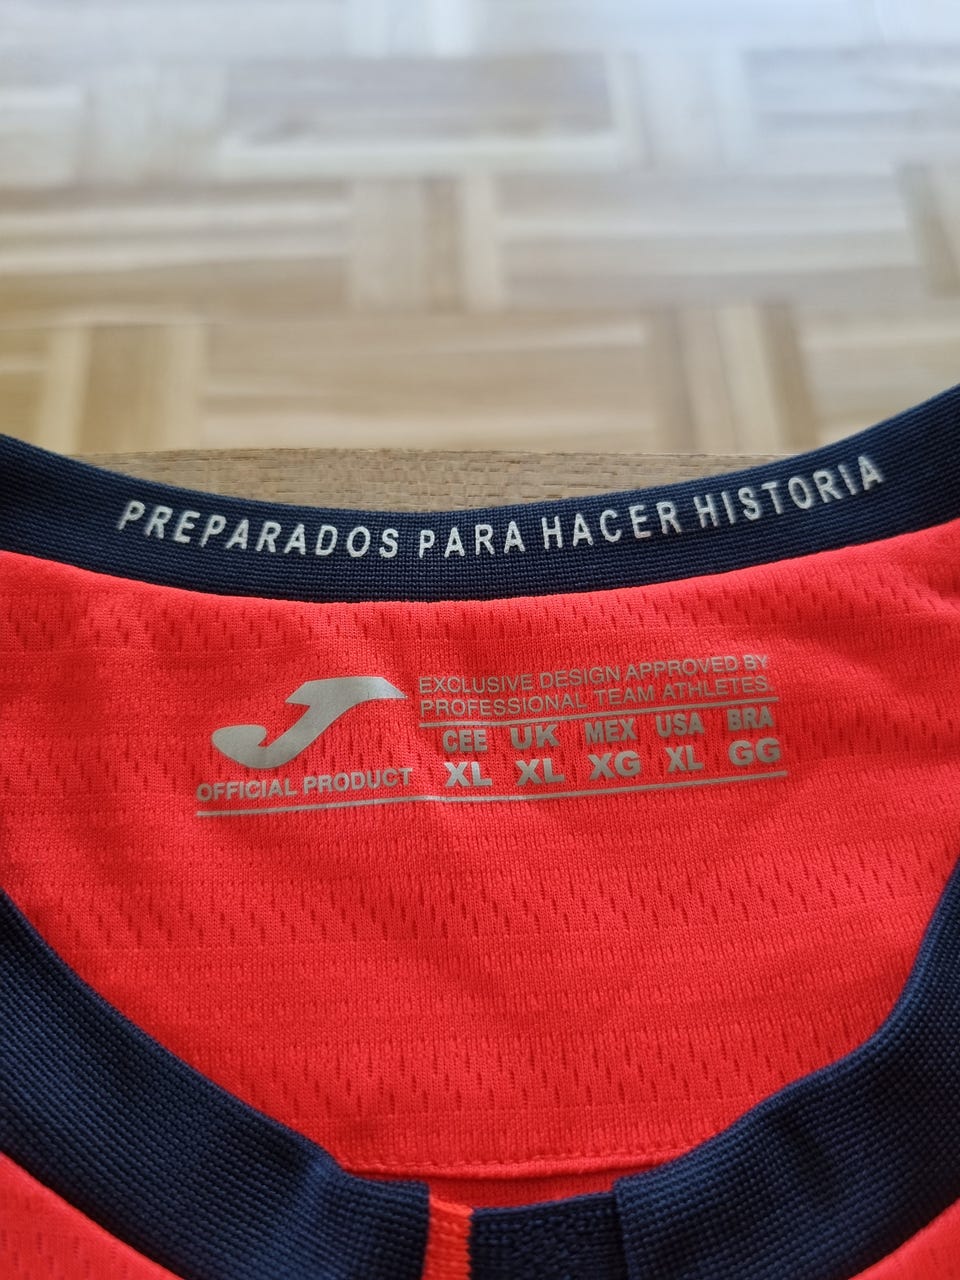 PREPARADOS PARA HACER HISTORIA
EXCLUSIVE DESIGN APPROVED BY
PROFESSIONAL TEAM ATHLETES.
CEE UK MEX USA BRA
XL XL XG XL GG
OFFICIAL PRODUCT